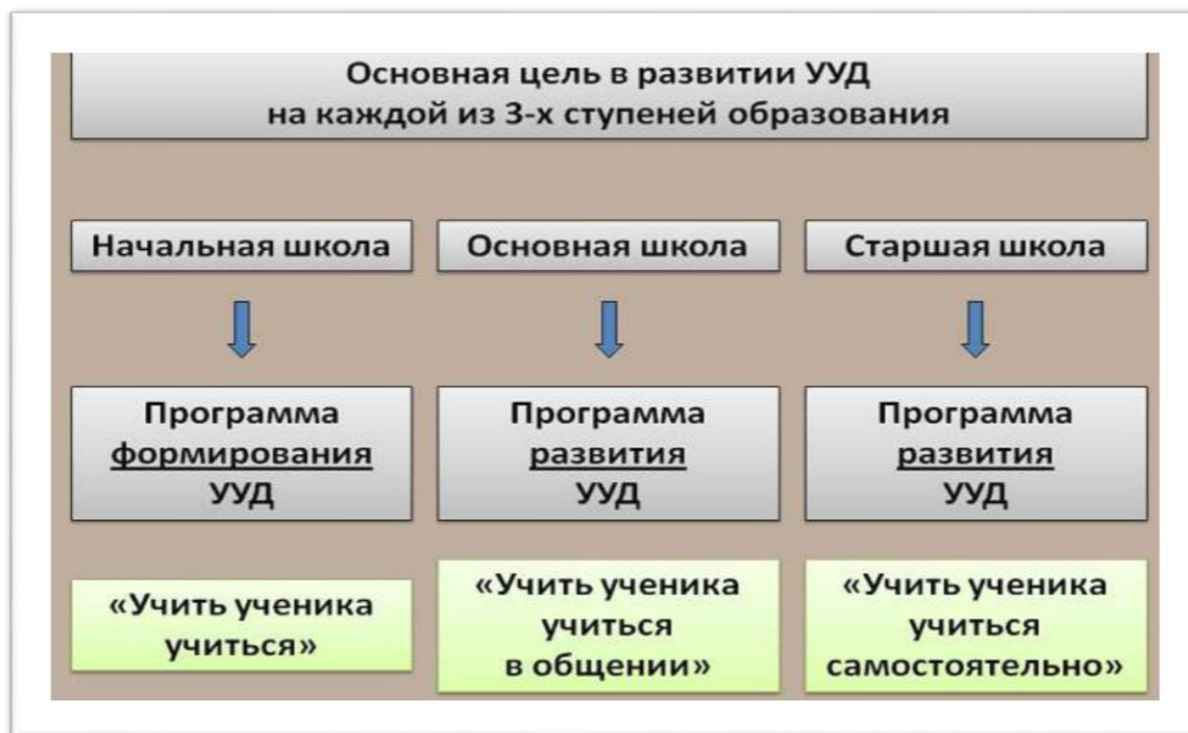 Основная цель в развитии УУД
на каждой из 3-х ступеней образования
Начальная школа
Основная школа
Старшая школа
Программа
формирования
УУД
Программа
развития
УУД
Программа
развития
УУД
«Учить ученика
учиться»
«Учить ученика
учиться
в общении»
«Учить ученика
учиться
самостоятельно»